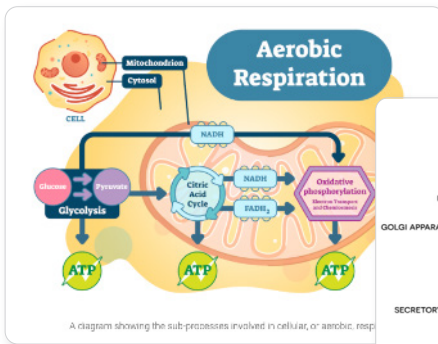 Aerobic
Respiration
Mitochondrion
Cytosol
CELL
NADH
Glucose
Pyruvate
Glycolysis
Citric
Acid
Cycle
NADH
FADH₂
Oxidative
phosphorylation
Electron Transport
and Chemiosmosis
ATP
ATP
ATP
GOLGI APPARA
SECRETORY
A diagram showing the sub-processes involved in cellular, or aerobic, resp